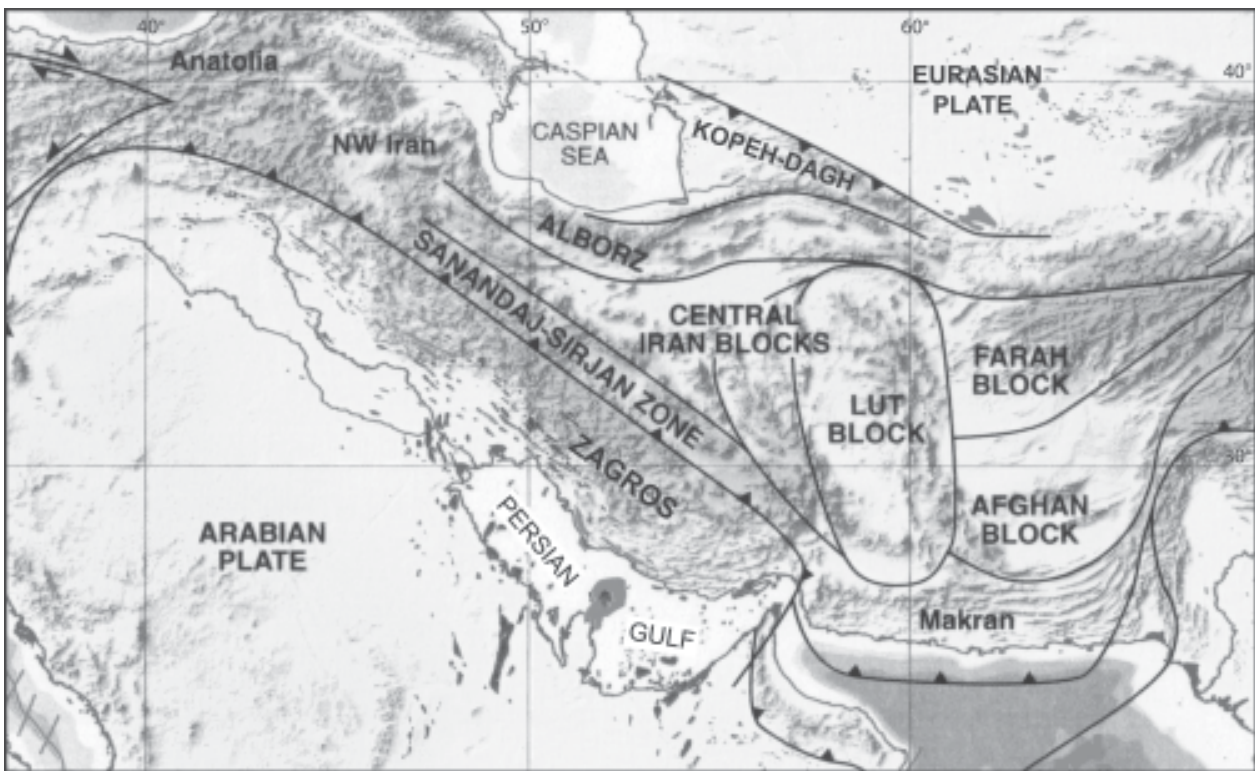 40°
50°
60°
40°
Anatolia
EURASIAN
PLATE
NW Iran
CASPIAN
SEA
KOPEH-DAGH
ALBORZ
SANANDAJ-SIRJAN ZONE
CENTRAL
IRAN BLOCKS
FARAH
BLOCK
LUT
BLOCK
30°
ZAGROS
AFGHAN
BLOCK
ARABIAN
PLATE
PERSIAN
GULF
Makran